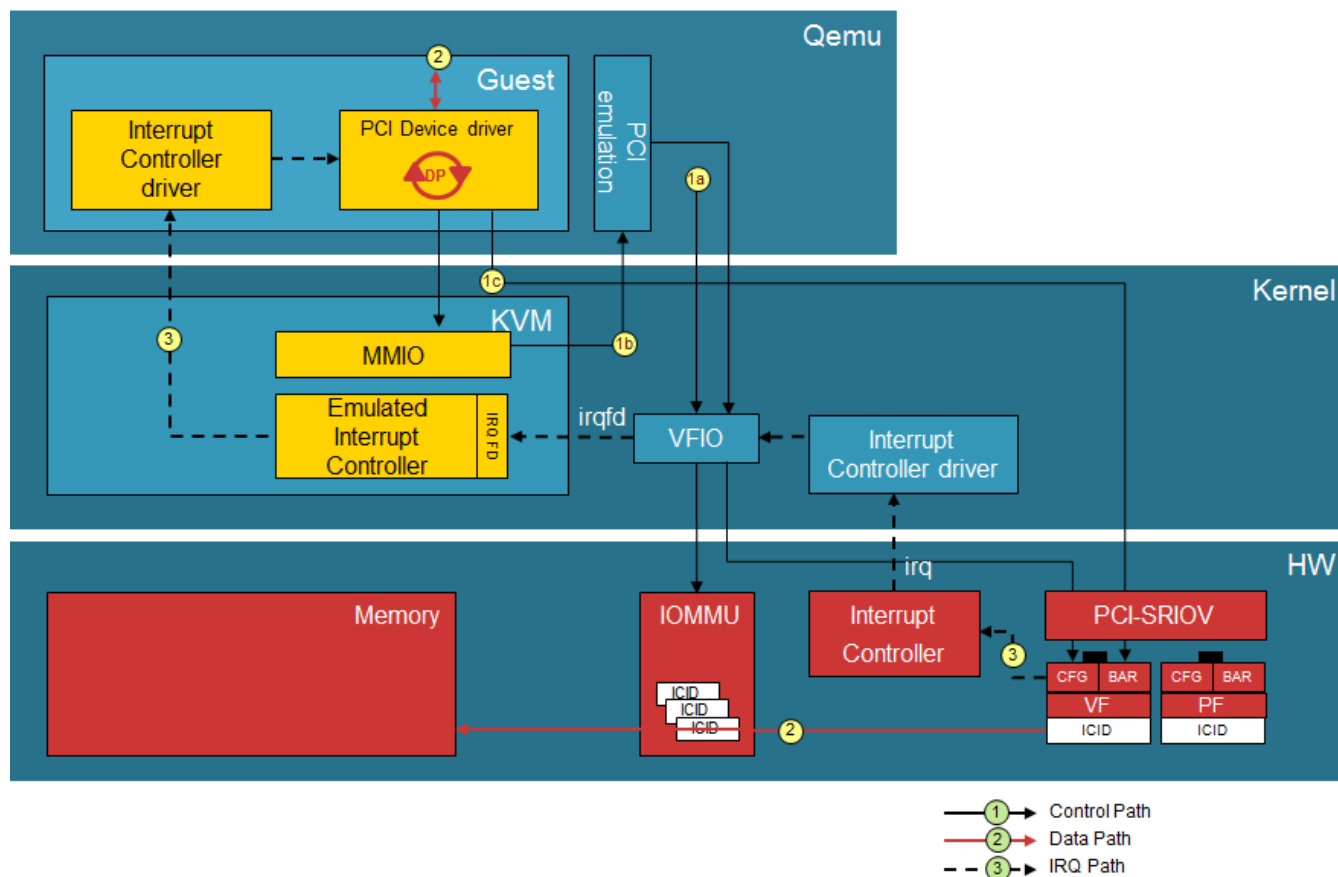 Qemu
2
Guest
Interrupt
Controller
driver
PCI Device driver
DP
PCI
emulation
1a
1c
Kernel
KVM
3
MMIO
1b
Emulated
Interrupt
Controller
IRQ FD
irqfd
VFIO
Interrupt
Controller driver
HW
irq
Memory
IOMMU
Interrupt
Controller
PCI-SRIOV
3
CFG
BAR
CFG
BAR
VF
PF
ICID
ICID
ICID
ICID
ICID
2
1
Control Path
2
Data Path
3
IRQ Path